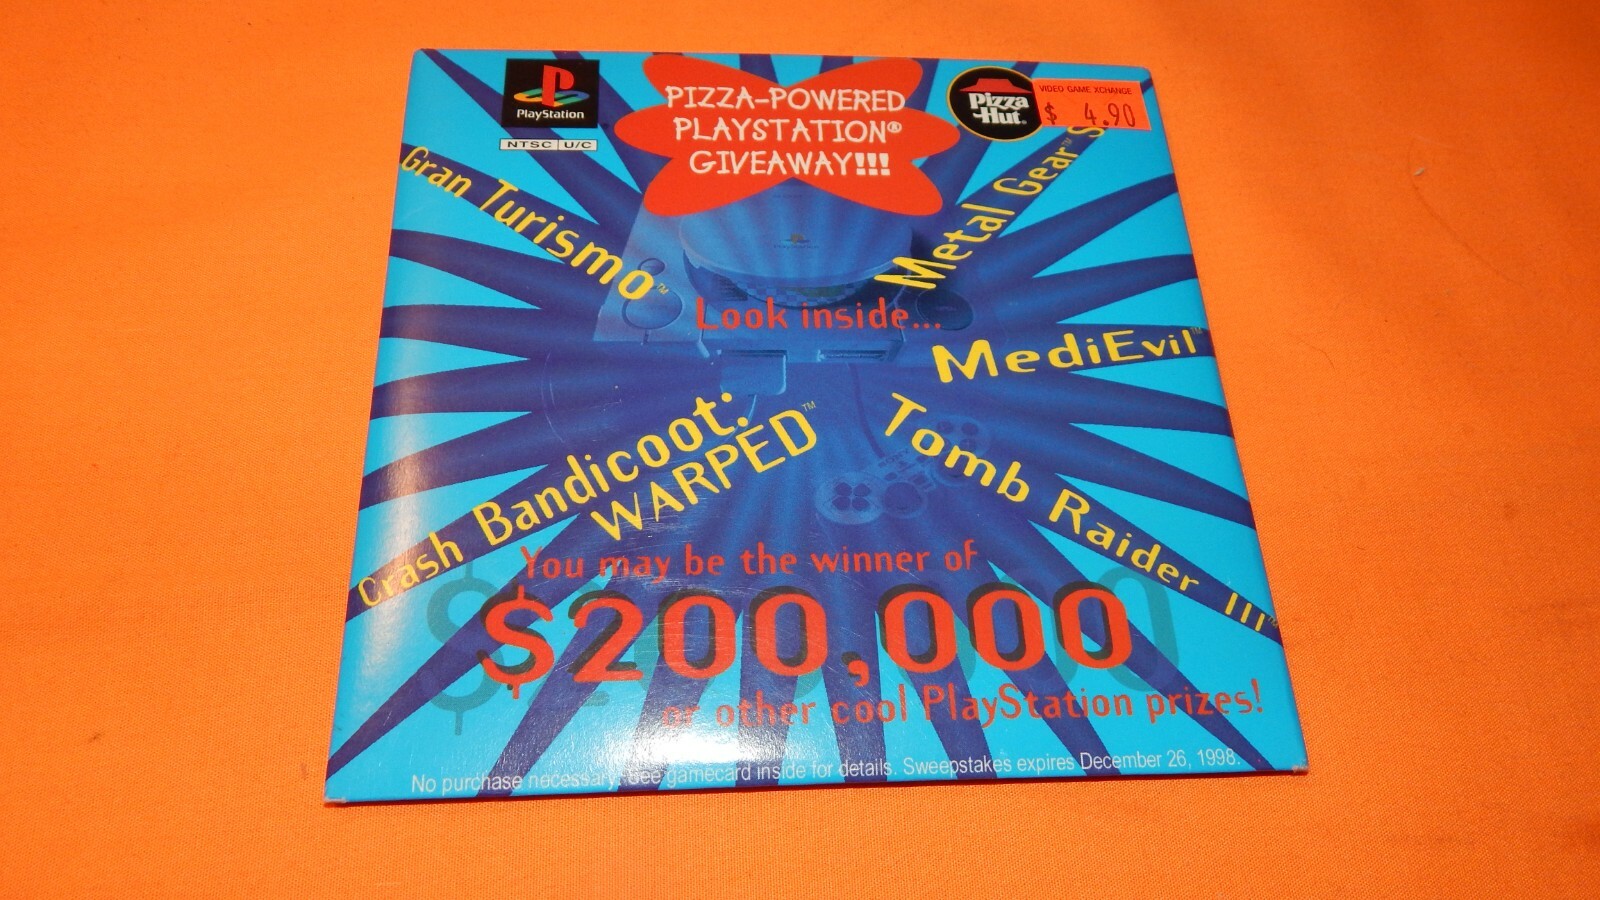 PlayStation
NTSC U/C
PIZZA-POWERED
PLAYSTATION®
GIVEAWAY!!!
Pizza
Hut®
VIDEO GAME XCHANGE
$ 4.90
Gran Turismo™
Metal Gear™ S
Look inside...
MediEvil™
Crash Bandicoot:
WARPED™
Tomb Raider III™
You may be the winner of
$200,000
or other cool PlayStation prizes!
No purchase necessary. See gamecard inside for details. Sweepstakes expires December 26, 1998.